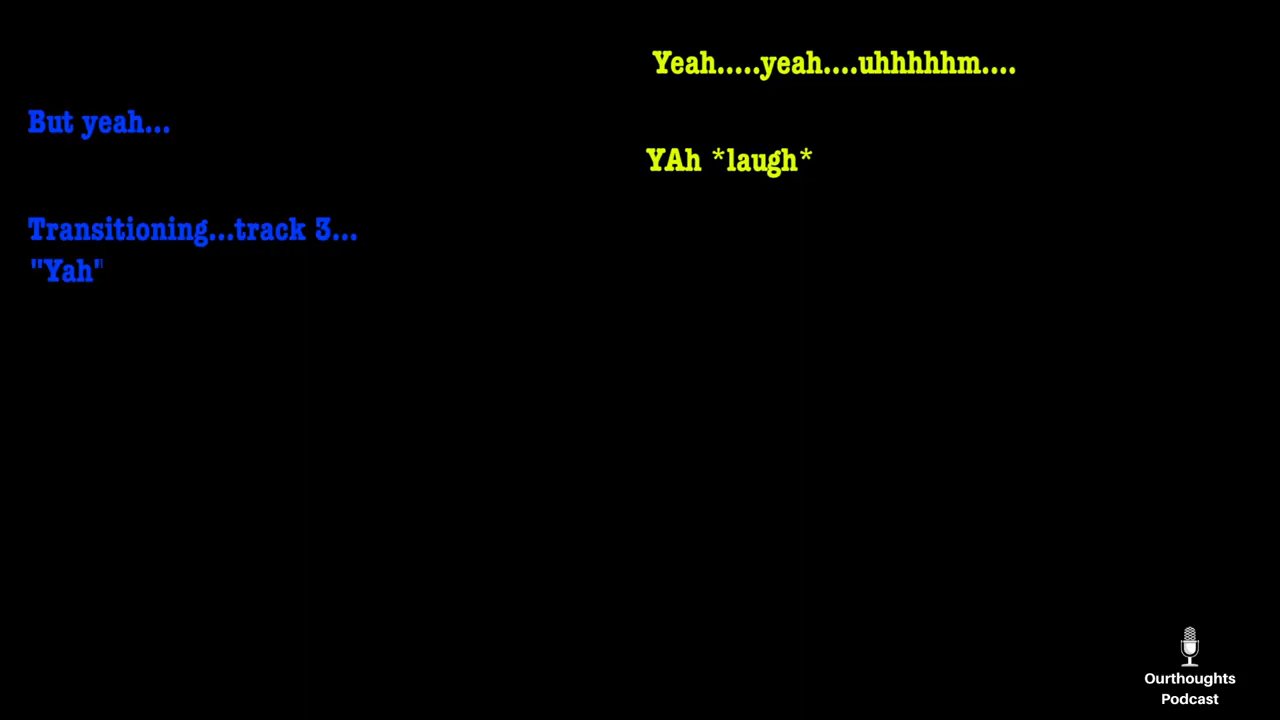 Yeah.....yeah....uhhhhhm....
But yeah...
YAh *laugh*
Transitioning...track 3...
"Yah"
Ourthoughts
Podcast